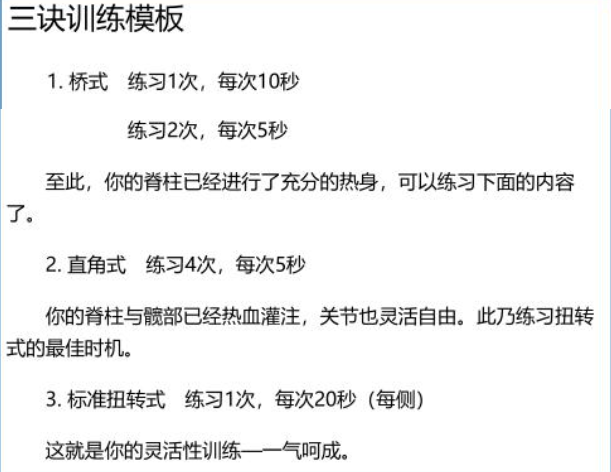 三诀训练模板
1. 桥式 练习1次，每次10秒
练习2次，每次5秒
至此，你的脊柱已经进行了充分的热身，可以练习下面的内容
了。
2. 直角式 练习4次，每次5秒
你的脊柱与髋部已经热血灌注，关节也灵活自由。此乃练习扭转
式的最佳时机。
3. 标准扭转式 练习1次，每次20秒（每侧）
这就是你的灵活性训练—一气呵成。